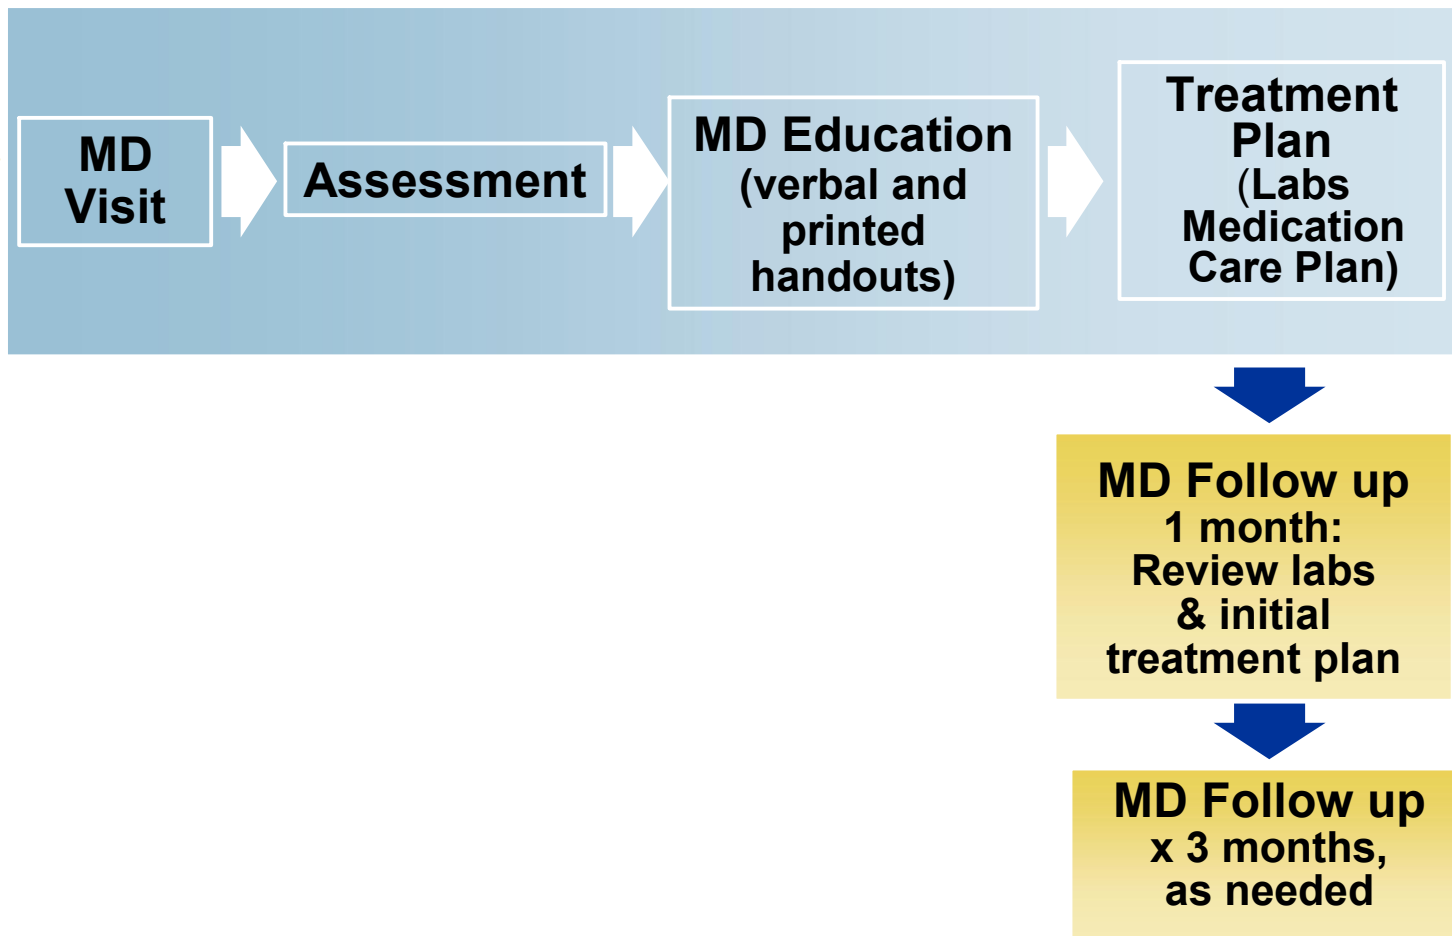 MD
Visit
Assessment
MD Education
(verbal and
printed
handouts)
Treatment
Plan
(Labs
Medication
Care Plan)
MD Follow up
1 month:
Review labs
& initial
treatment plan
MD Follow up
x 3 months,
as needed